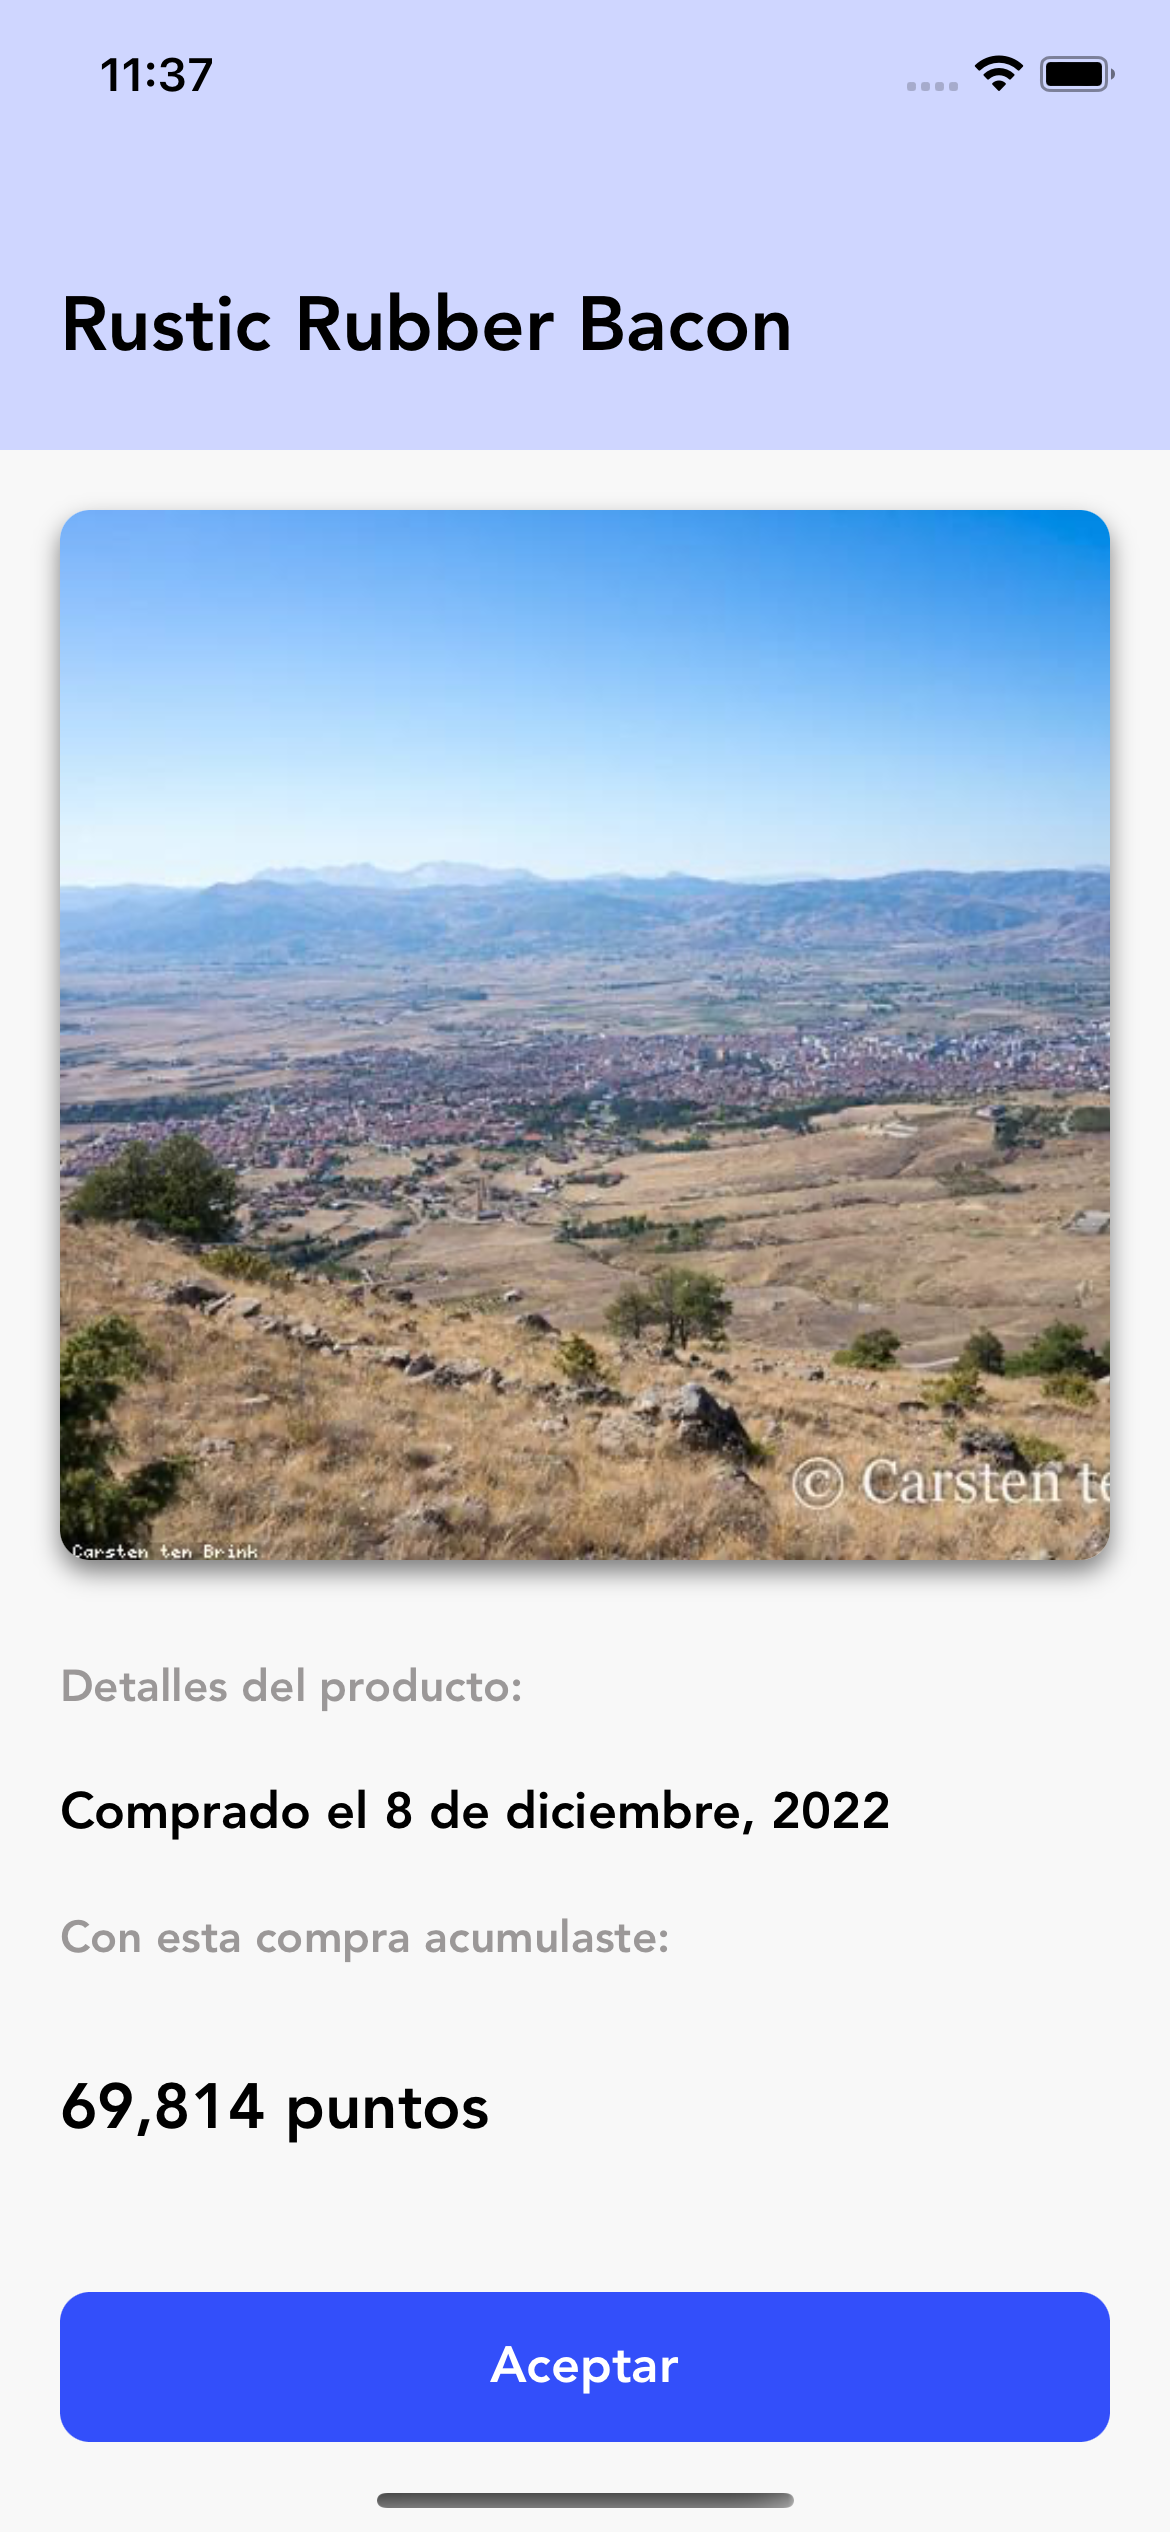 11:37
Rustic Rubber Bacon
© Carsten te
Carsten ten Brink
Detalles del producto:
Comprado el 8 de diciembre, 2022
Con esta compra acumulaste:
69,814 puntos
Aceptar